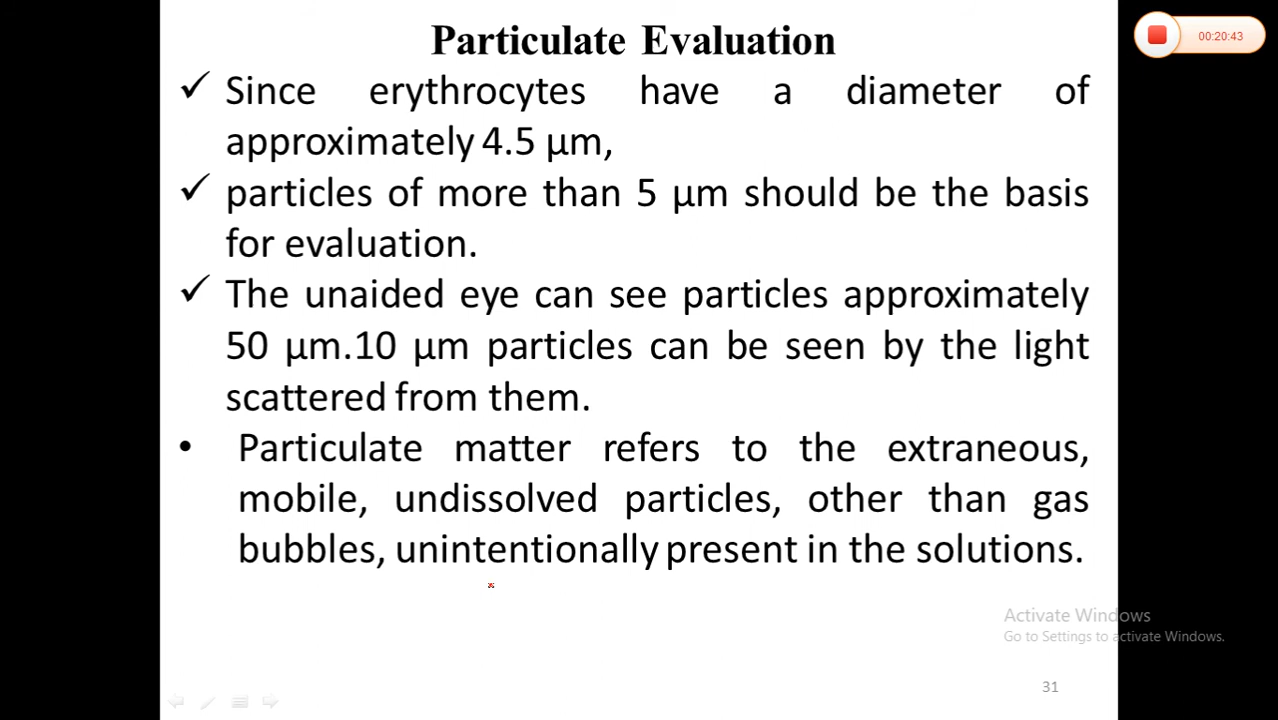 Particulate Evaluation
00:20:43
✓ Since erythrocytes have a diameter of
approximately 4.5 μm,
✓ particles of more than 5 μm should be the basis
for evaluation.
✓ The unaided eye can see particles approximately
50 μm.10 μm particles can be seen by the light
scattered from them.
• Particulate matter refers to the extraneous,
mobile, undissolved particles, other than gas
bubbles, unintentionally present in the solutions.
Activate Windows
Go to Settings to activate Windows.
31